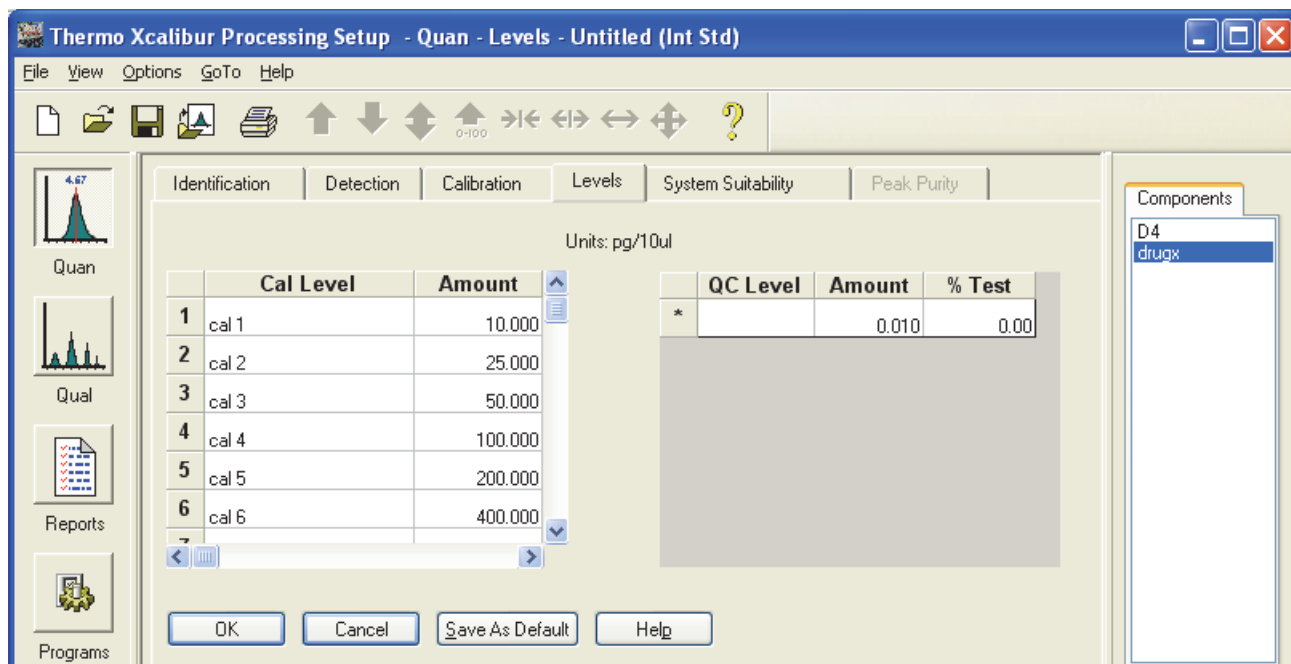 Thermo Xcalibur Processing Setup - Quan - Levels - Untitled (Int Std)
File View Options GoTo Help
0-100
Identification Detection Calibration Levels System Suitability Peak Purity
Units: pg/10ul
4.67
Quan
Qual
Reports
Programs
Cal Level Amount
1 cal 1 10.000
2 cal 2 25.000
3 cal 3 50.000
4 cal 4 100.000
5 cal 5 200.000
6 cal 6 400.000
QC Level Amount % Test
* 0.010 0.00
OK Cancel Save As Default Help
Components
D4
drugx